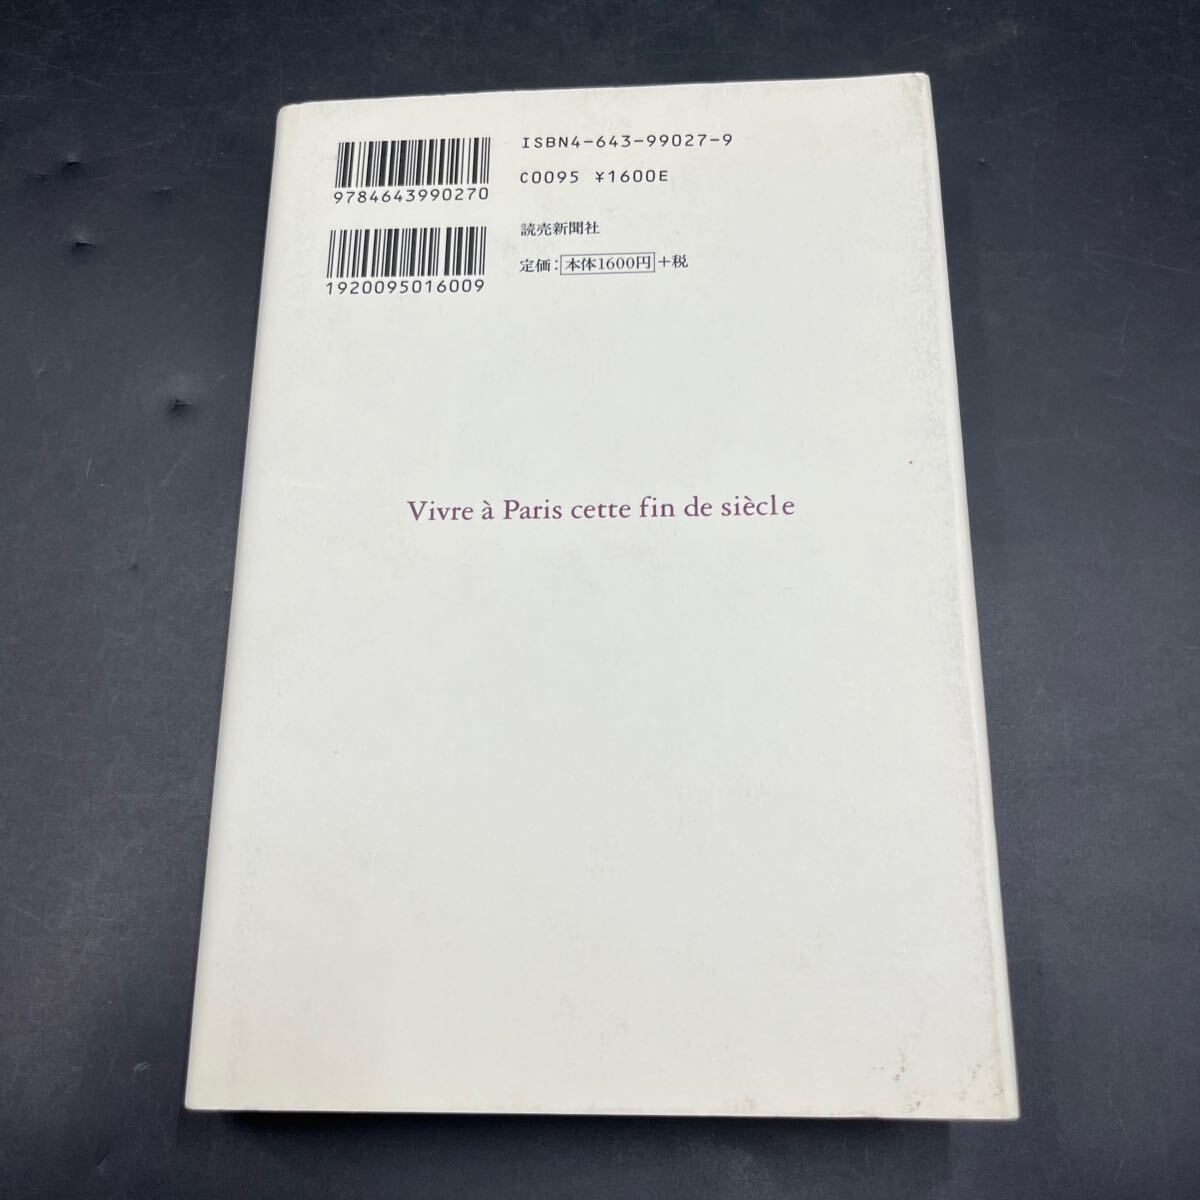 ISBN4-643-99027-9
C0095 ¥1600E
9784643990270
読売新聞社
定価:本体1600円+税
1920095016009
Vivre à Paris cette fin de siècle